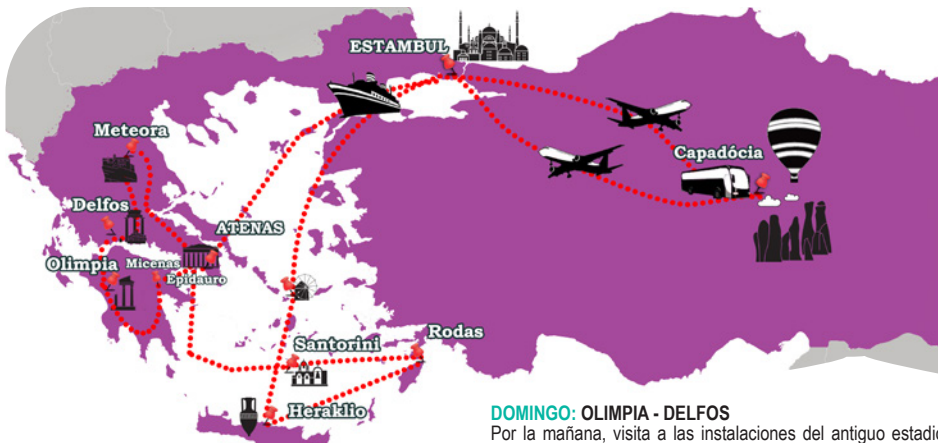 ESTAMBUL
Meteora
Capadócia
Delfos
ATENAS
Olimpia
Micenas
Epidauro
Rodas
Santorini
Heraklio
DOMINGO: OLIMPIA - DELFOS
Por la mañana, visita a las instalaciones del antiguo estadio